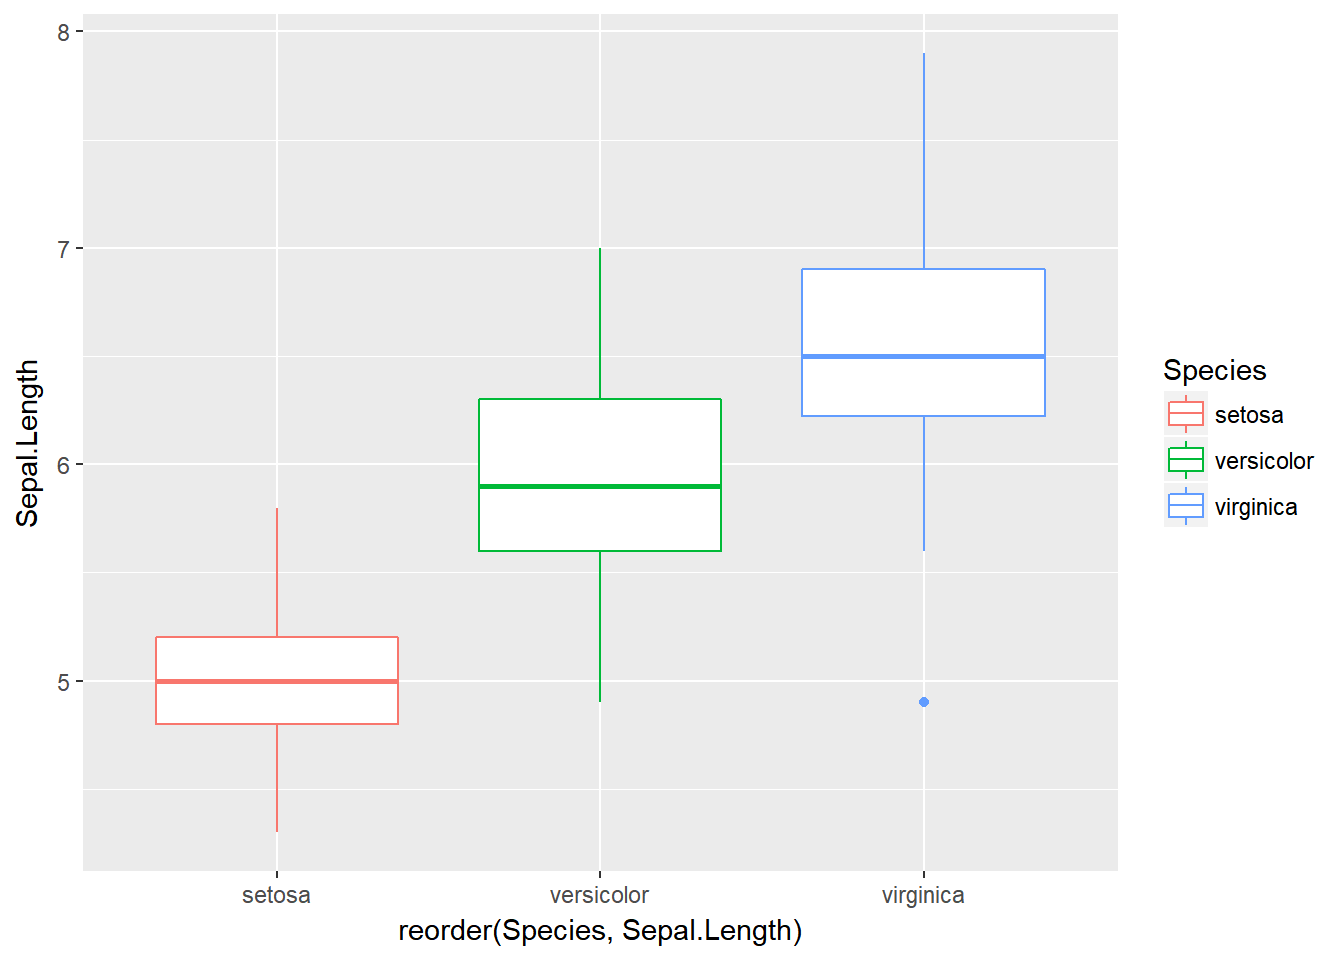 8
7
6
5
Sepal.Length
setosa
versicolor
virginica
reorder(Species, Sepal.Length)
Species
setosa
versicolor
virginica